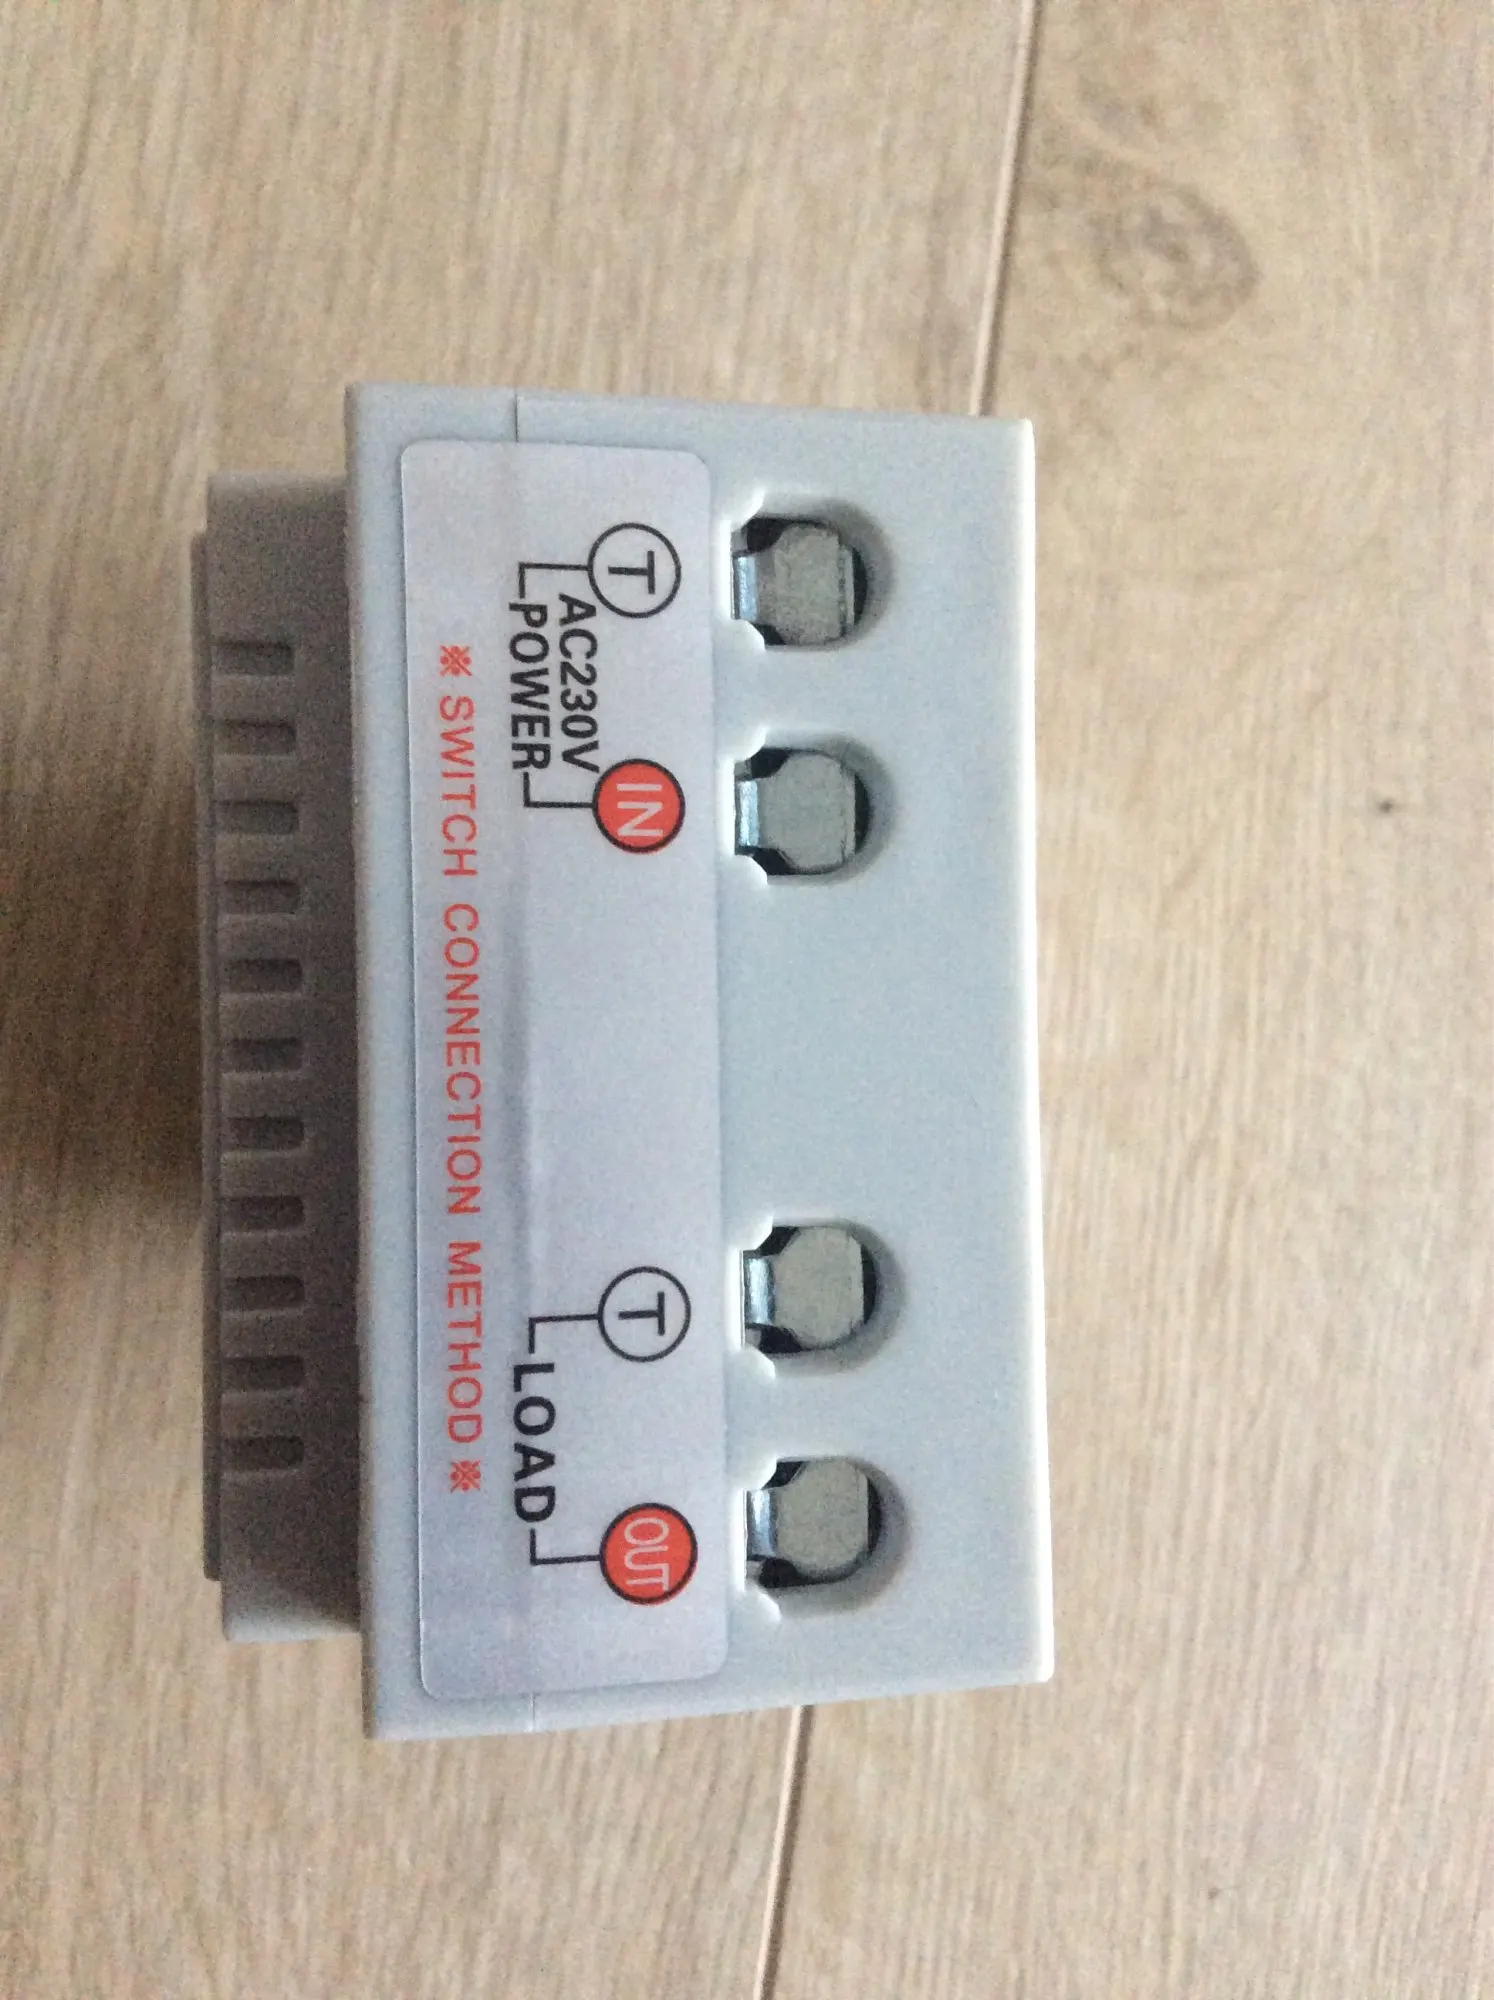 T
IN
T
OUT
AC230V
POWER
LOAD
※ SWITCH CONNECTION METHOD ※